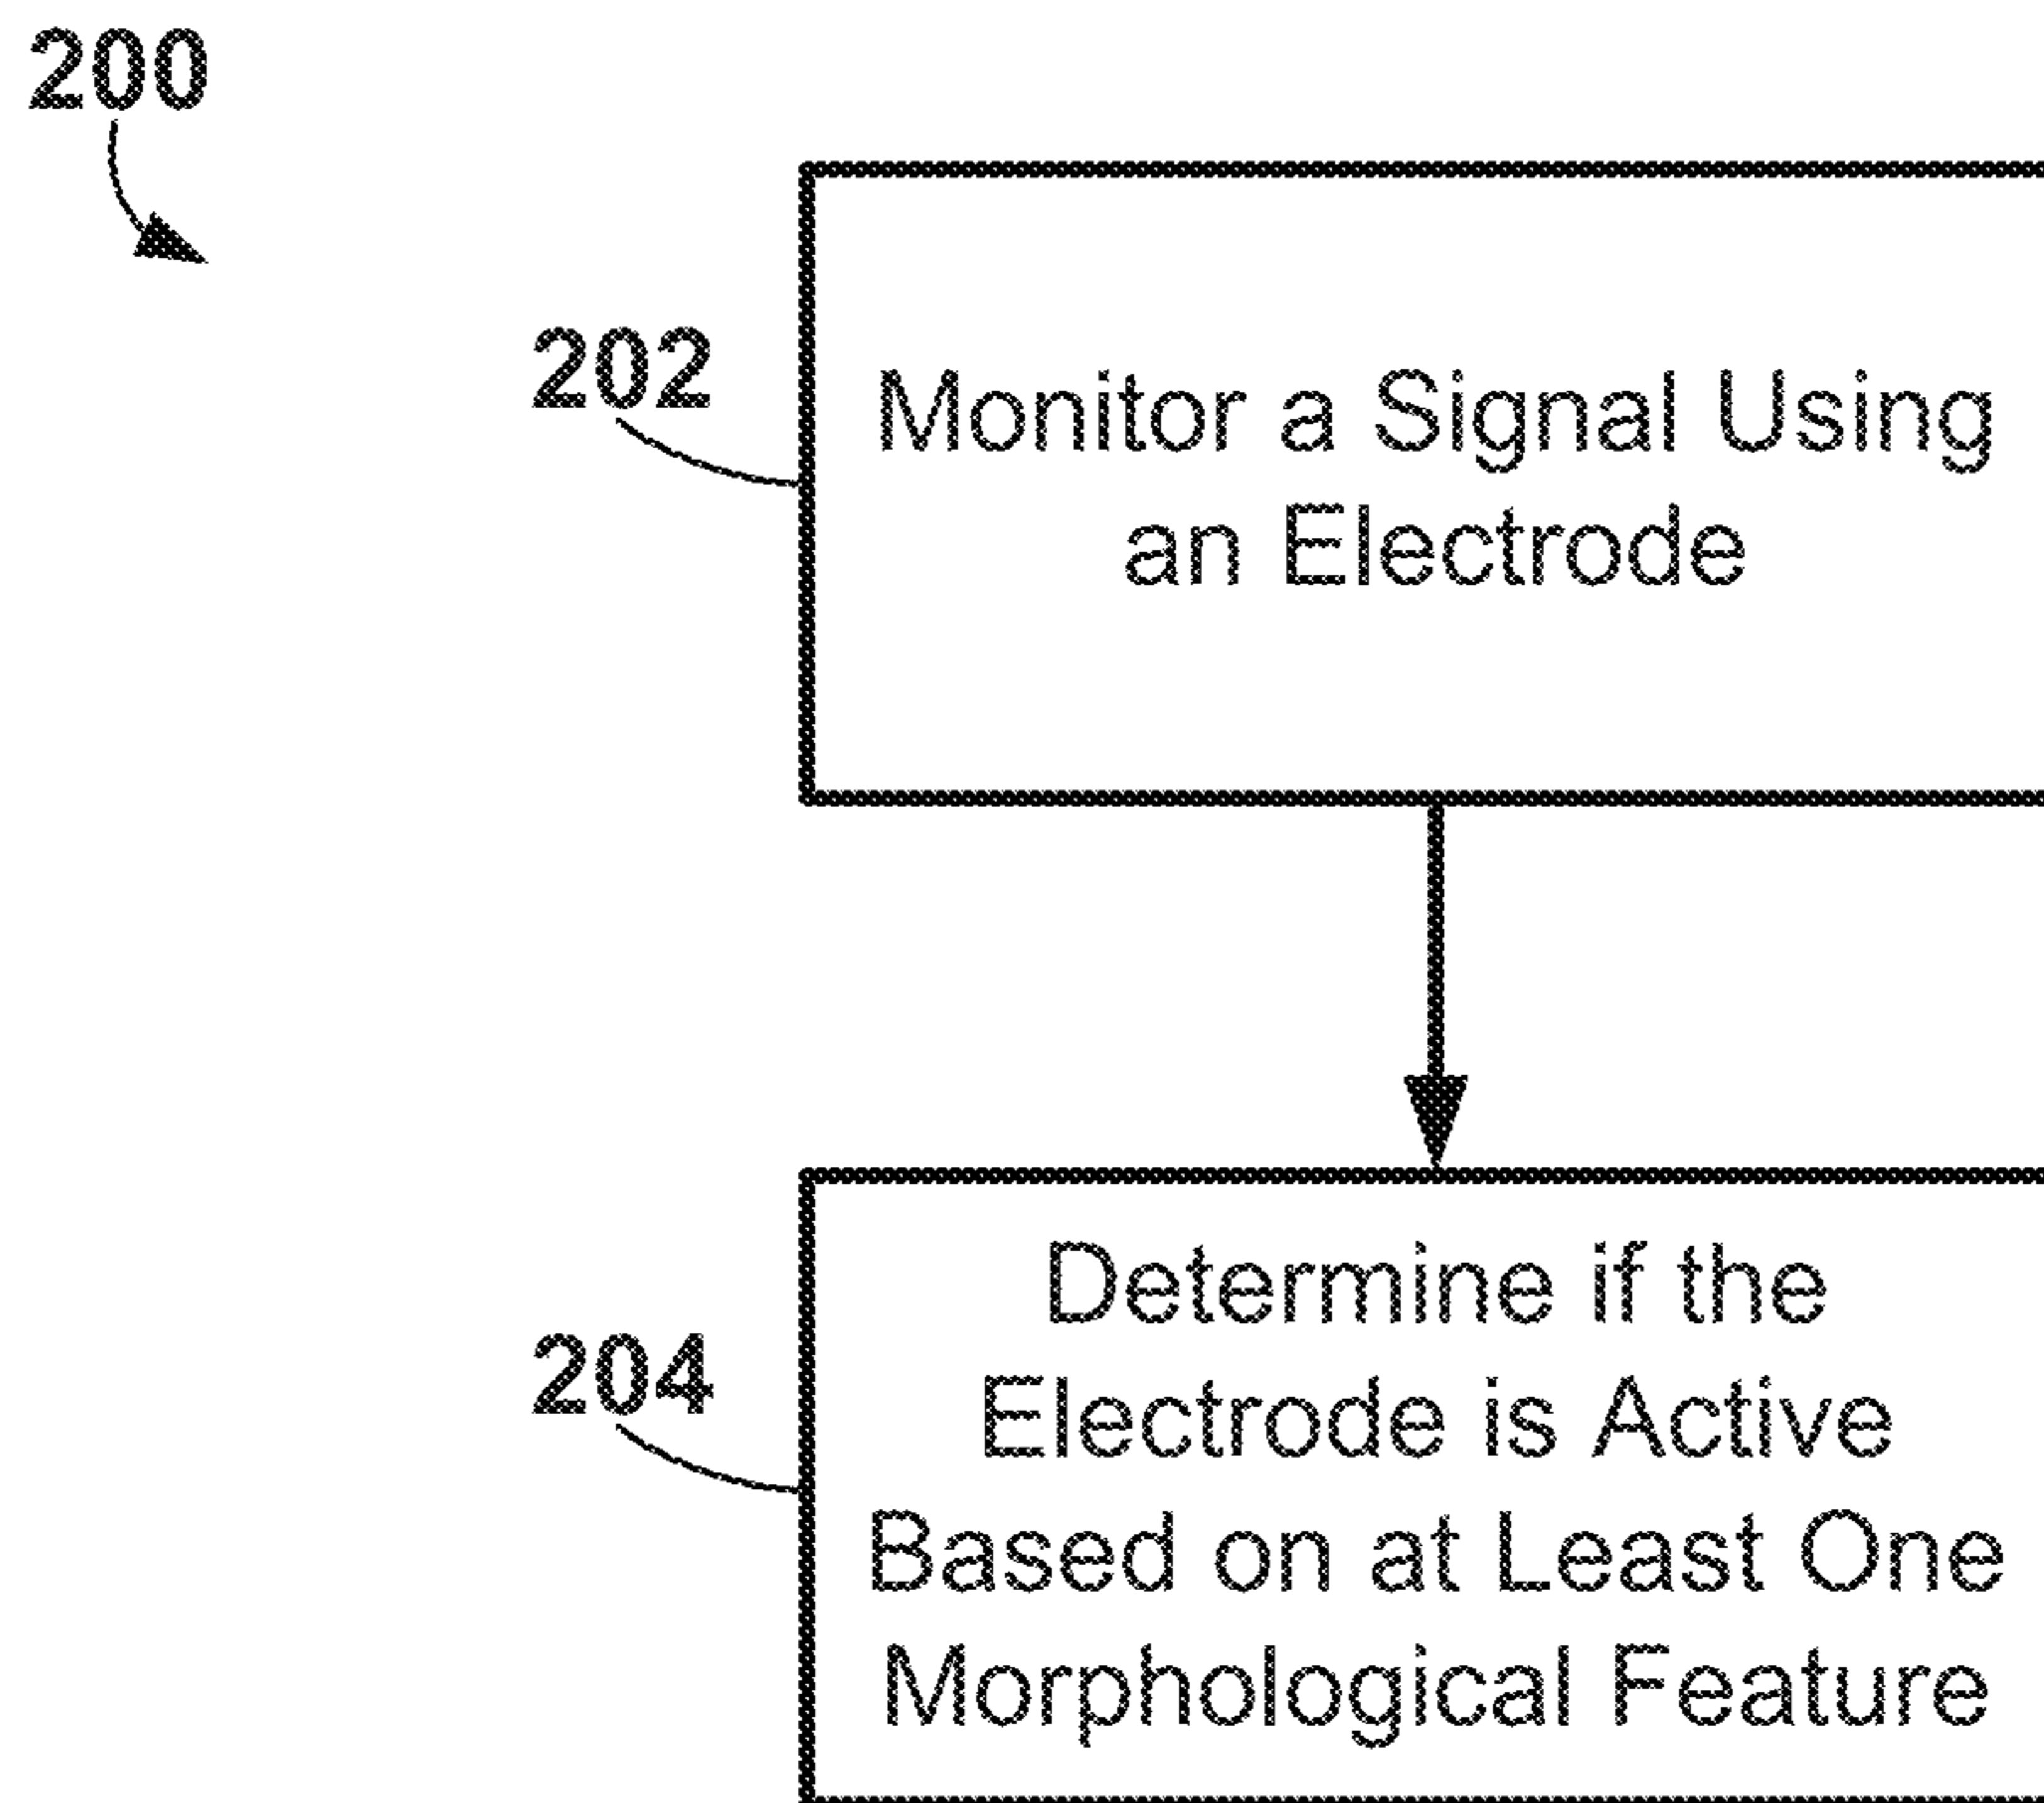 200
202
Monitor a Signal Using
an Electrode
204
Determine if the
Electrode is Active
Based on at Least One
Morphological Feature